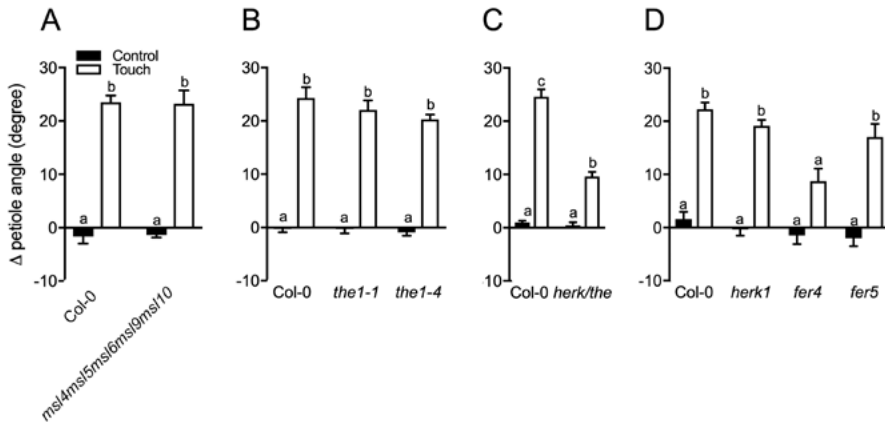 A
B
C
D
Control
Touch
Δ petiole angle (degree)
30
20
10
0
-10
a
b
a
b
Col-0
msl4msl5msl6msl9msl10
30
20
10
0
-10
a
b
a
b
a
b
Col-0
the1-1
the1-4
30
20
10
0
-10
a
c
a
b
Col-0
herk/the
30
20
10
0
-10
a
b
a
b
a
a
a
b
Col-0
herk1
fer4
fer5